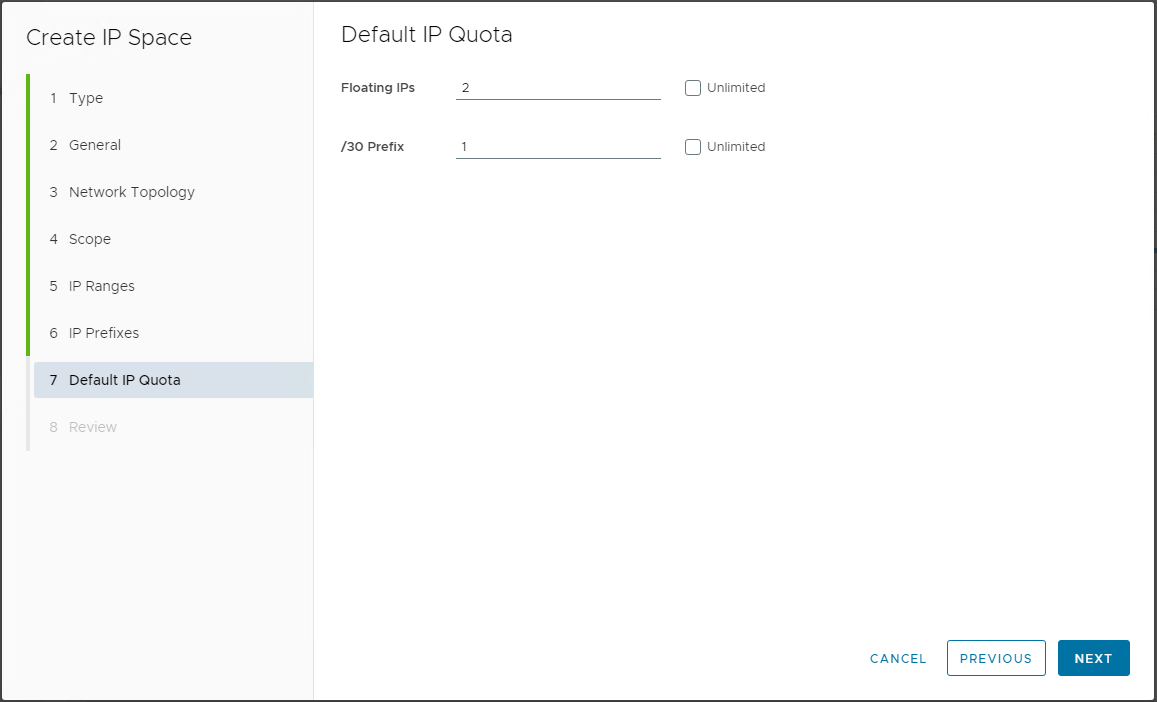 Create IP Space
1 Type
2 General
3 Network Topology
4 Scope
5 IP Ranges
6 IP Prefixes
7 Default IP Quota
8 Review
Default IP Quota
Floating IPs 2 Unlimited
/30 Prefix 1 Unlimited
CANCEL PREVIOUS NEXT